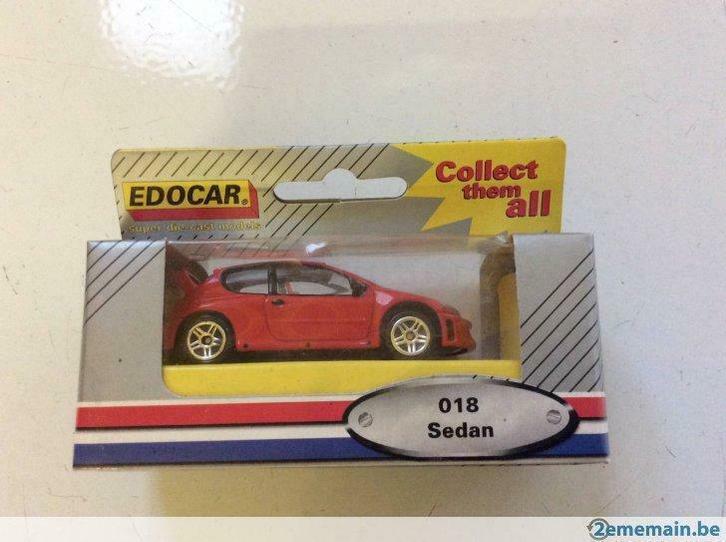 EDOCAR®
super die-cast models
Collect
them
all
018
Sedan
2ememain.be